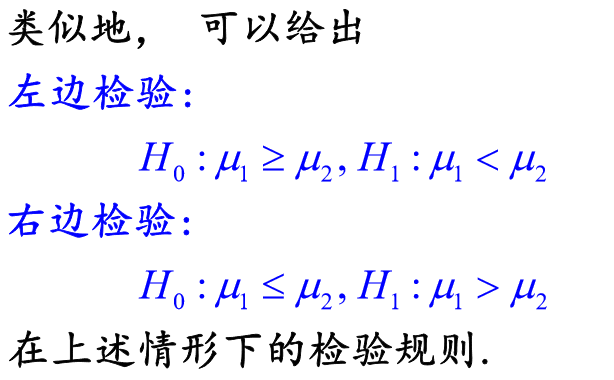 类似地， 可以给出
左边检验:
H₀ : μ₁ ≥ μ₂, H₁ : μ₁ < μ₂
右边检验:
H₀ : μ₁ ≤ μ₂, H₁ : μ₁ > μ₂
在上述情形下的检验规则.